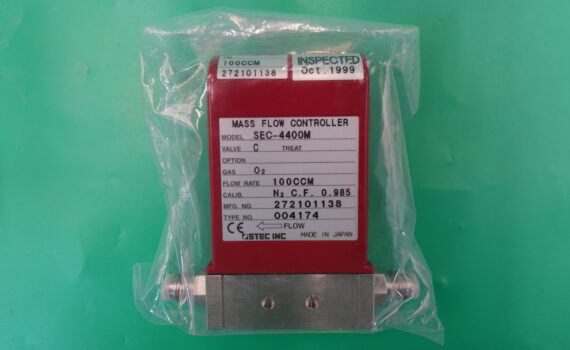 100CCM
272101138
INSPECTED
Oct. 1999
MASS FLOW CONTROLLER
MODEL SEC-4400M
VALVE C TREAT
OPTION
GAS O₂
FLOW RATE 100CCM
CALIB. N₂ C.F. 0.985
MFG. NO. 272101138
TYPE NO. 004174
CE FLOW
STEC INC MADE IN JAPAN